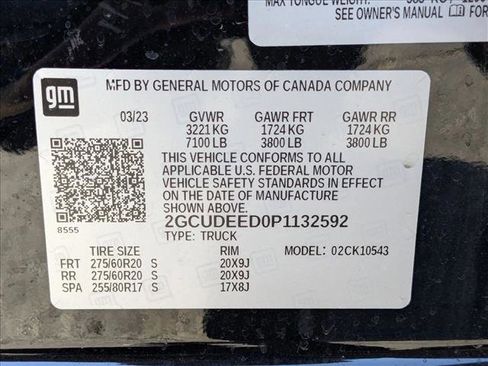 MAX TONGUE WEIGHT:
SEE OWNER'S MANUAL FOR
gm
MFD BY GENERAL MOTORS OF CANADA COMPANY
03/23 GVWR GAWR FRT GAWR RR
3221 KG 1724 KG 1724 KG
7100 LB 3800 LB 3800 LB
THIS VEHICLE CONFORMS TO ALL
APPLICABLE U.S. FEDERAL MOTOR
VEHICLE SAFETY STANDARDS IN EFFECT
ON THE DATE OF MANUFACTURE
SHOWN ABOVE.
8555 2GCUDEED0P1132592
TYPE: TRUCK MODEL: 02CK10543
TIRE SIZE RIM
FRT 275/60R20 S 20X9J
RR 275/60R20 S 20X9J
SPA 255/80R17 S 17X8J